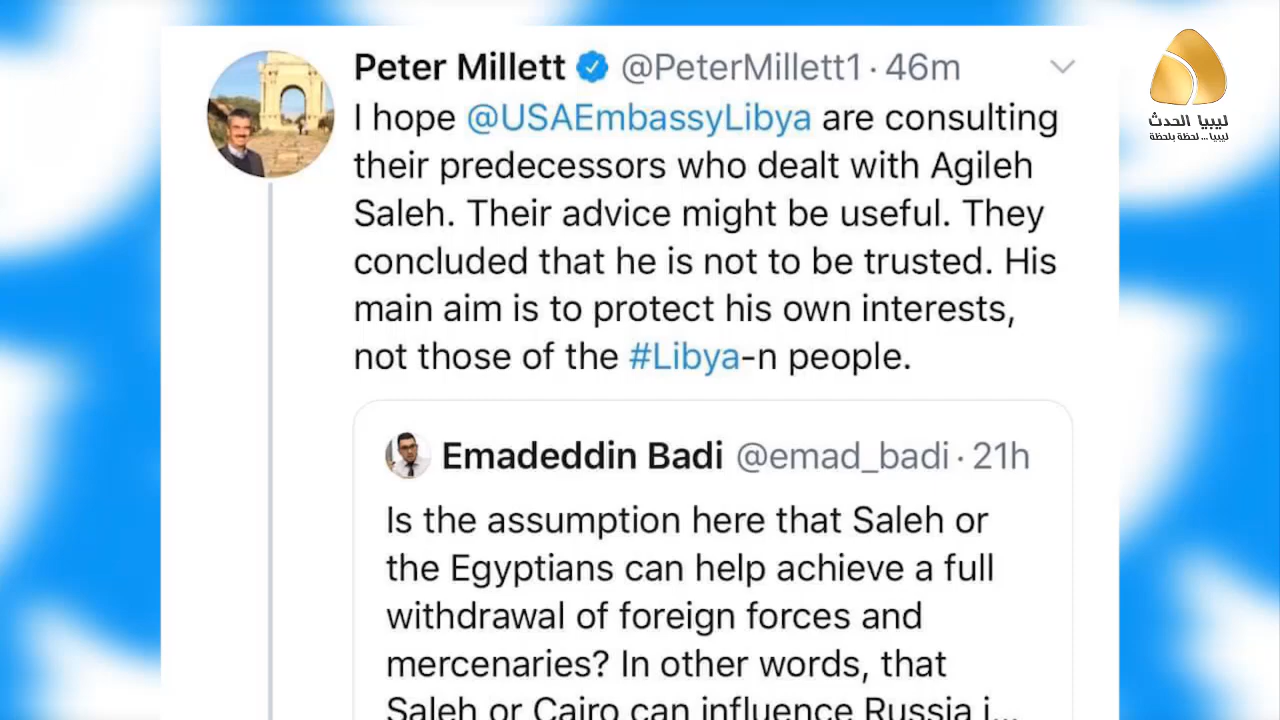 Peter Millett @PeterMillett1 · 46m
I hope @USAEmbassyLibya are consulting
their predecessors who dealt with Agileh
Saleh. Their advice might be useful. They
concluded that he is not to be trusted. His
main aim is to protect his own interests,
not those of the #Libya-n people.
Emadeddin Badi @emad_badi · 21h
Is the assumption here that Saleh or
the Egyptians can help achieve a full
withdrawal of foreign forces and
mercenaries? In other words, that
Saleh or Cairo can influence Russia i...
ليبيا الحدث
ليبيا ... لحظة بلحظة